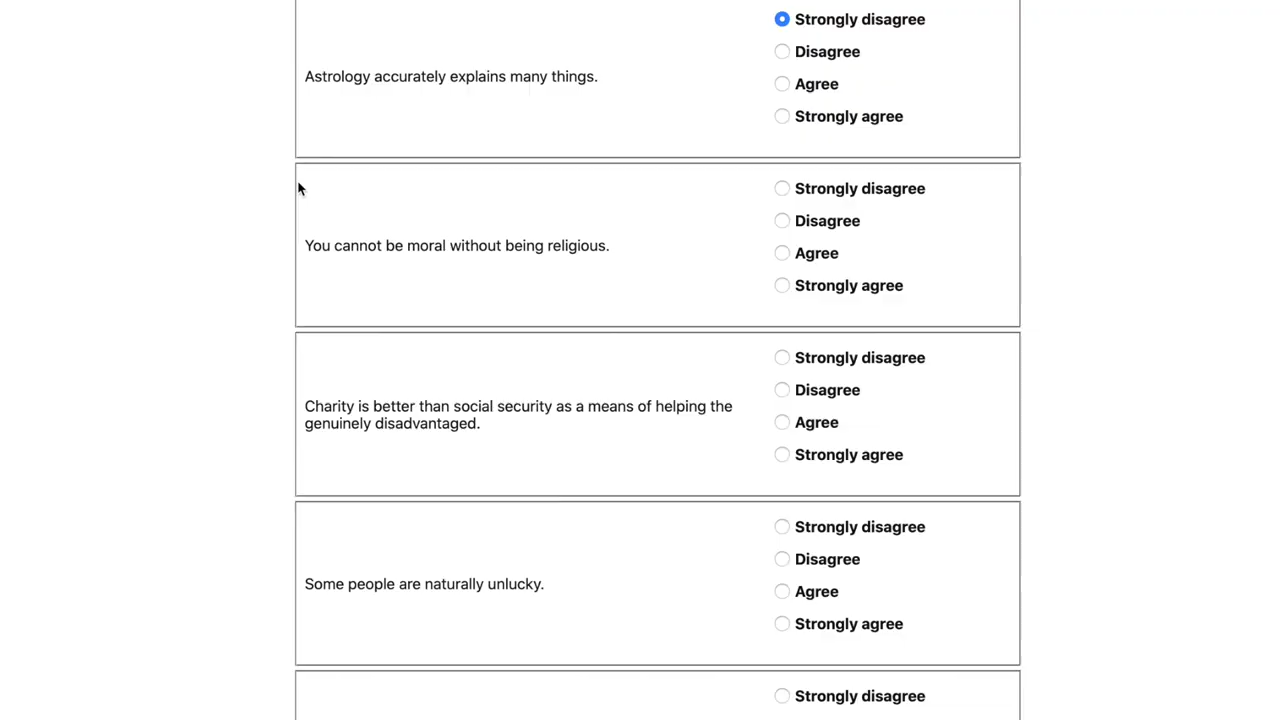 Strongly disagree
Disagree
Astrology accurately explains many things.
Agree
Strongly agree
Strongly disagree
Disagree
You cannot be moral without being religious.
Agree
Strongly agree
Strongly disagree
Disagree
Charity is better than social security as a means of helping the
genuinely disadvantaged.
Agree
Strongly agree
Strongly disagree
Disagree
Some people are naturally unlucky.
Agree
Strongly agree
Strongly disagree